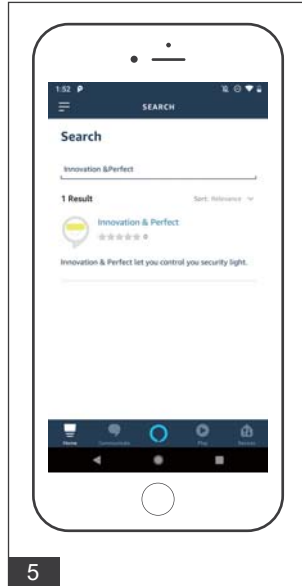 1:52
SEARCH
Search
Innovation &Perfect
1 Result
Sort: Relevance
Innovation & Perfect
0
Innovation & Perfect let you control you security light.
Home
Communicate
Play
Devices
5